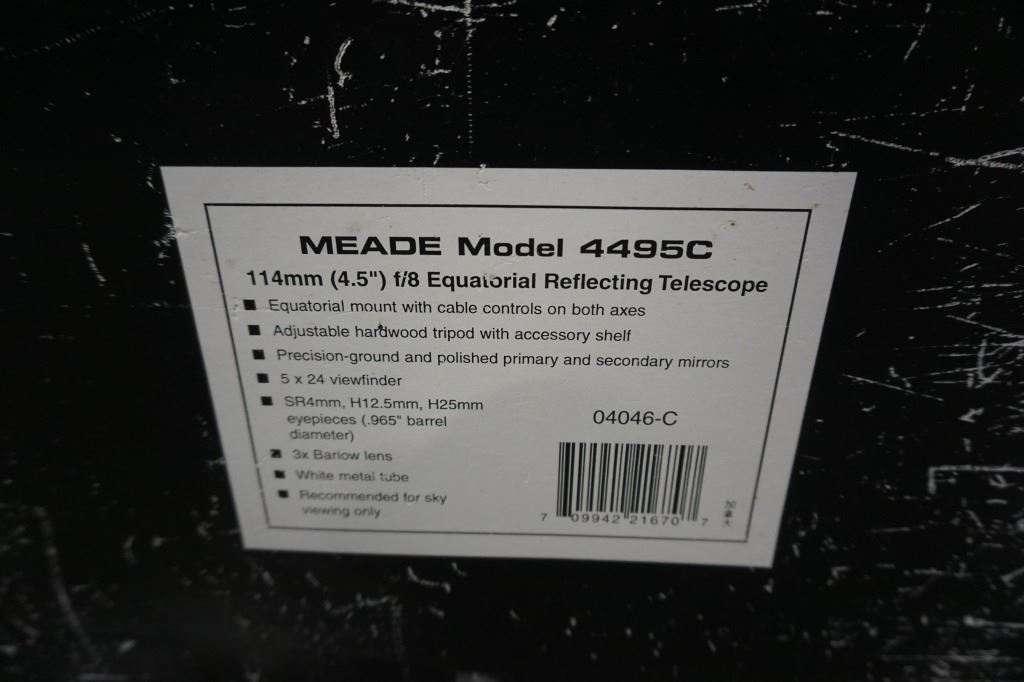 MEADE Model 4495C
114mm (4.5") f/8 Equatorial Reflecting Telescope
■ Equatorial mount with cable controls on both axes
■ Adjustable hardwood tripod with accessory shelf
■ Precision-ground and polished primary and secondary mirrors
■ 5 x 24 viewfinder
■ SR4mm, H12.5mm, H25mm
eyepieces (.965" barrel
diameter)
■ 3x Barlow lens
■ White metal tube
■ Recommended for sky
viewing only
04046-C
7 09942 21670 7
加拿大